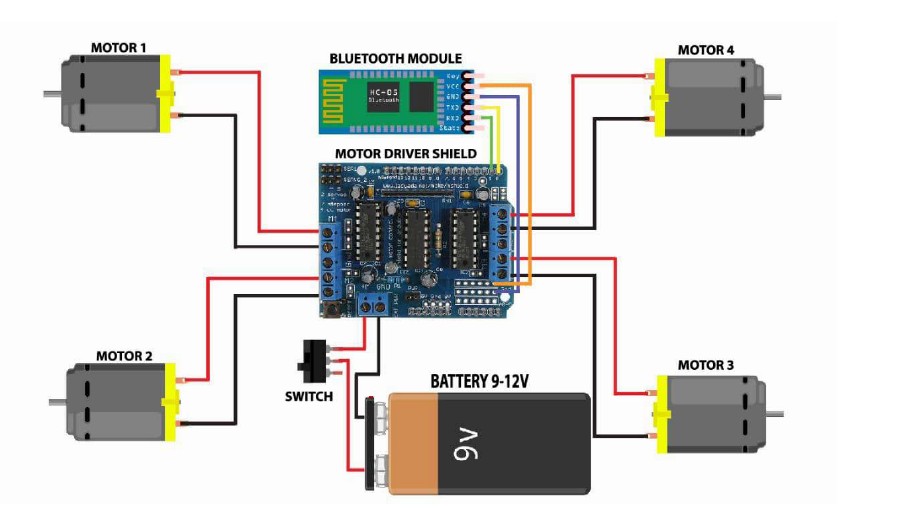 MOTOR 1
MOTOR 4
BLUETOOTH MODULE
Key
VCC
GND
TXD
RXD
State
HC-05
Bluetooth
MOTOR DRIVER SHIELD
MOTOR 2
MOTOR 3
SWITCH
BATTERY 9-12V
9v